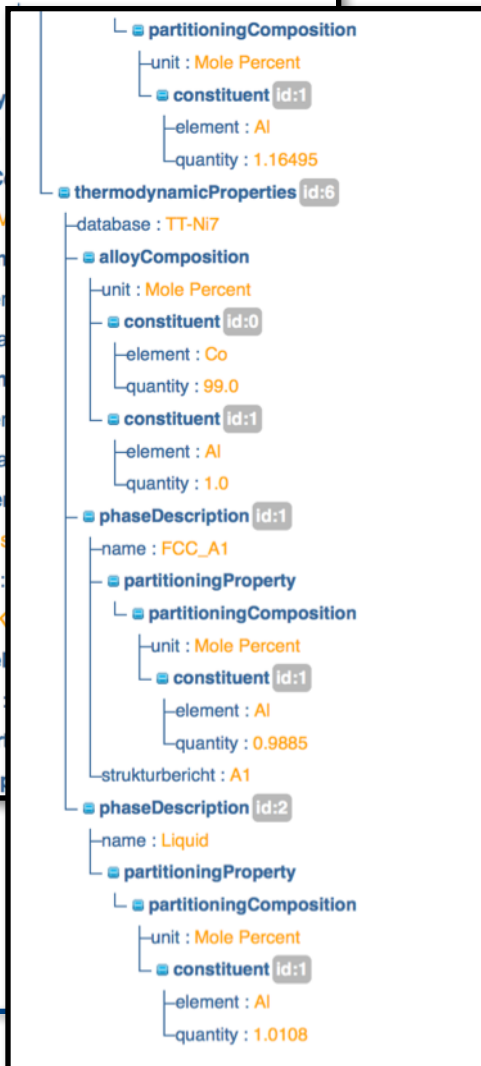 partitioningComposition
unit : Mole Percent
constituent id:1
element : Al
quantity : 1.16495
thermodynamicProperties id:6
database : TT-Ni7
alloyComposition
unit : Mole Percent
constituent id:0
element : Co
quantity : 99.0
constituent id:1
element : Al
quantity : 1.0
phaseDescription id:1
name : FCC_A1
partitioningProperty
partitioningComposition
unit : Mole Percent
constituent id:1
element : Al
quantity : 0.9885
strukturbericht : A1
phaseDescription id:2
name : Liquid
partitioningProperty
partitioningComposition
unit : Mole Percent
constituent id:1
element : Al
quantity : 1.0108